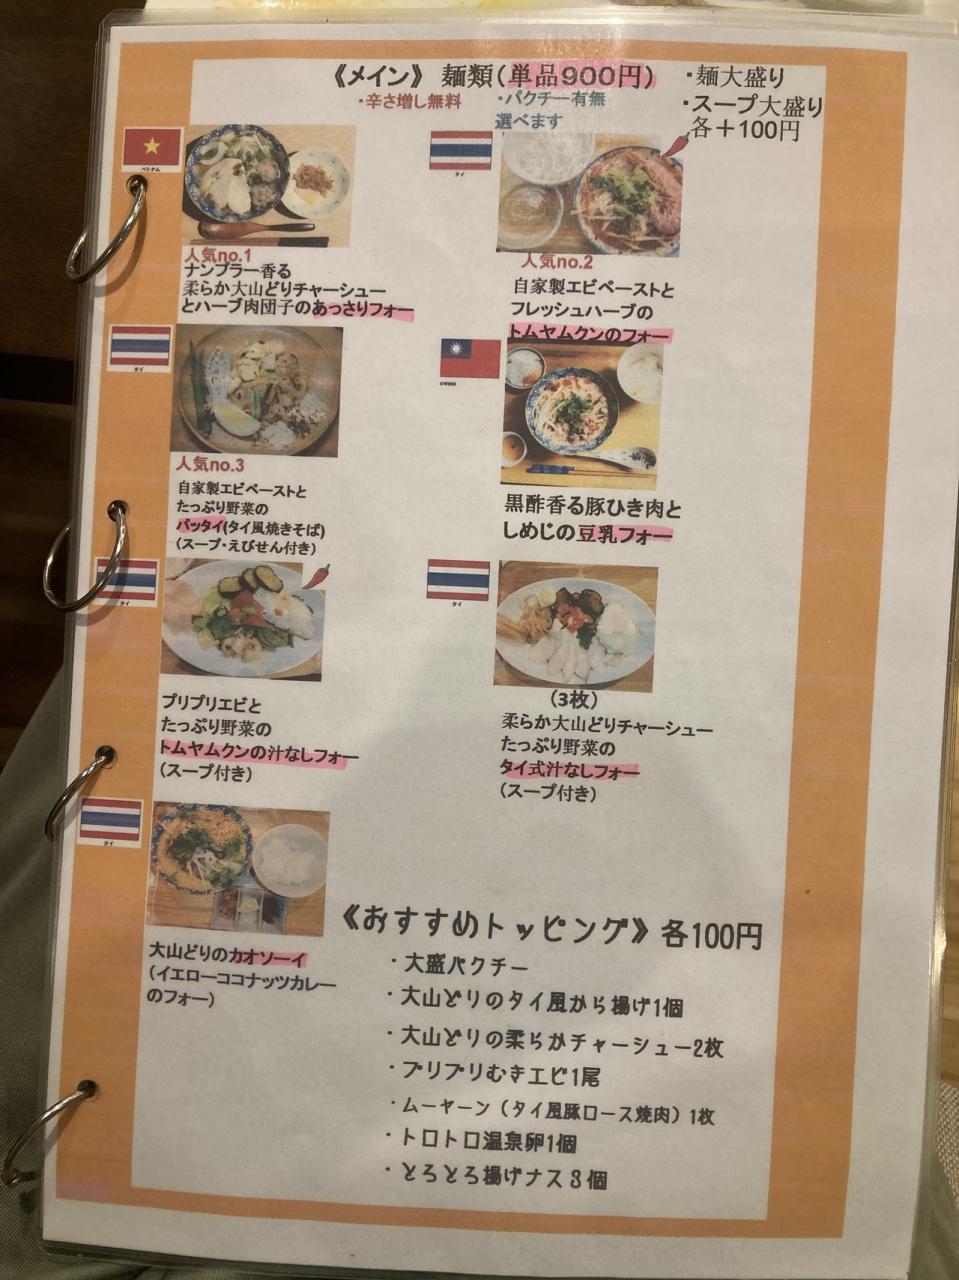 《メイン》 麺類(単品900円)
・辛さ増し無料
・パクチー有無
選べます
・麺大盛り
・スープ大盛り
各＋100円
ベトナム
人気no.1
ナンプラー香る
柔らか大山どりチャーシュー
とハーブ肉団子のあっさりフォー
タイ
人気no.2
自家製エビペーストと
フレッシュハーブの
トムヤムクンのフォー
タイ
人気no.3
自家製エビペーストと
たっぷり野菜の
パッタイ(タイ風焼きそば)
(スープ・えびせん付き)
黒酢香る豚ひき肉と
しめじの豆乳フォー
タイ
プリプリエビと
たっぷり野菜の
トムヤムクンの汁なしフォー
(スープ付き)
タイ
(3枚)
柔らか大山どりチャーシュー
たっぷり野菜の
タイ式汁なしフォー
(スープ付き)
タイ
大山どりのカオソーイ
(イエローココナッツカレー
のフォー)
《おすすめトッピング》各100円
・大盛パクチー
・大山どりのタイ風から揚げ1個
・大山どりの柔らかチャーシュー2枚
・プリプリむきエビ1尾
・ムーヤーン（タイ風豚ロース焼肉）1枚
・トロトロ温泉卵1個
・とろとろ揚げナス3個